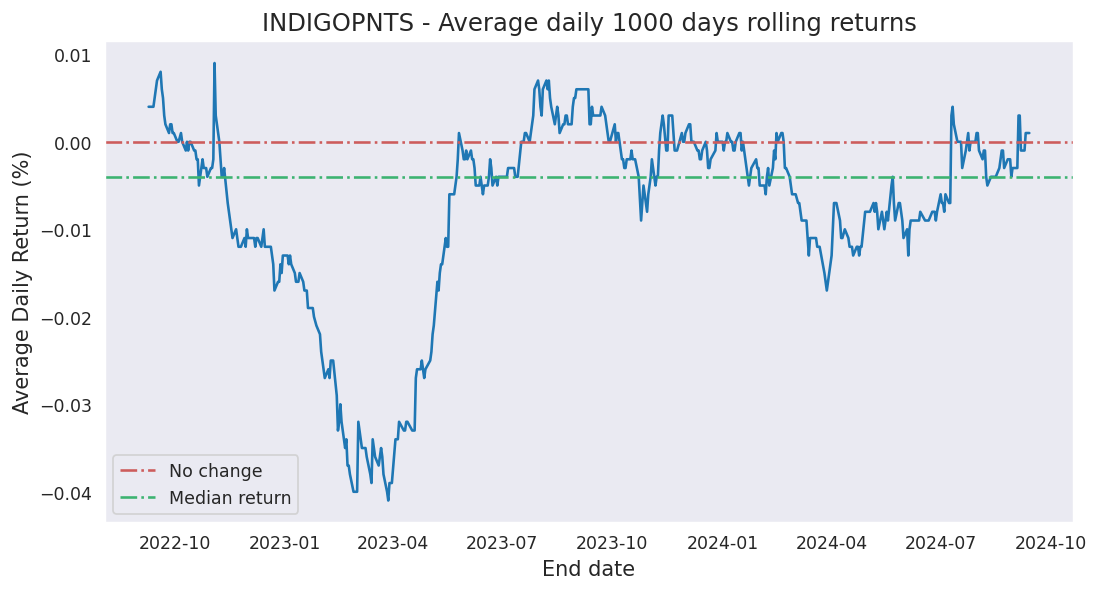 INDIGOPNTS - Average daily 1000 days rolling returns
Average Daily Return (%)
0.01
0.00
−0.01
−0.02
−0.03
−0.04
No change
Median return
2022-10 2023-01 2023-04 2023-07 2023-10 2024-01 2024-04 2024-07 2024-10
End date